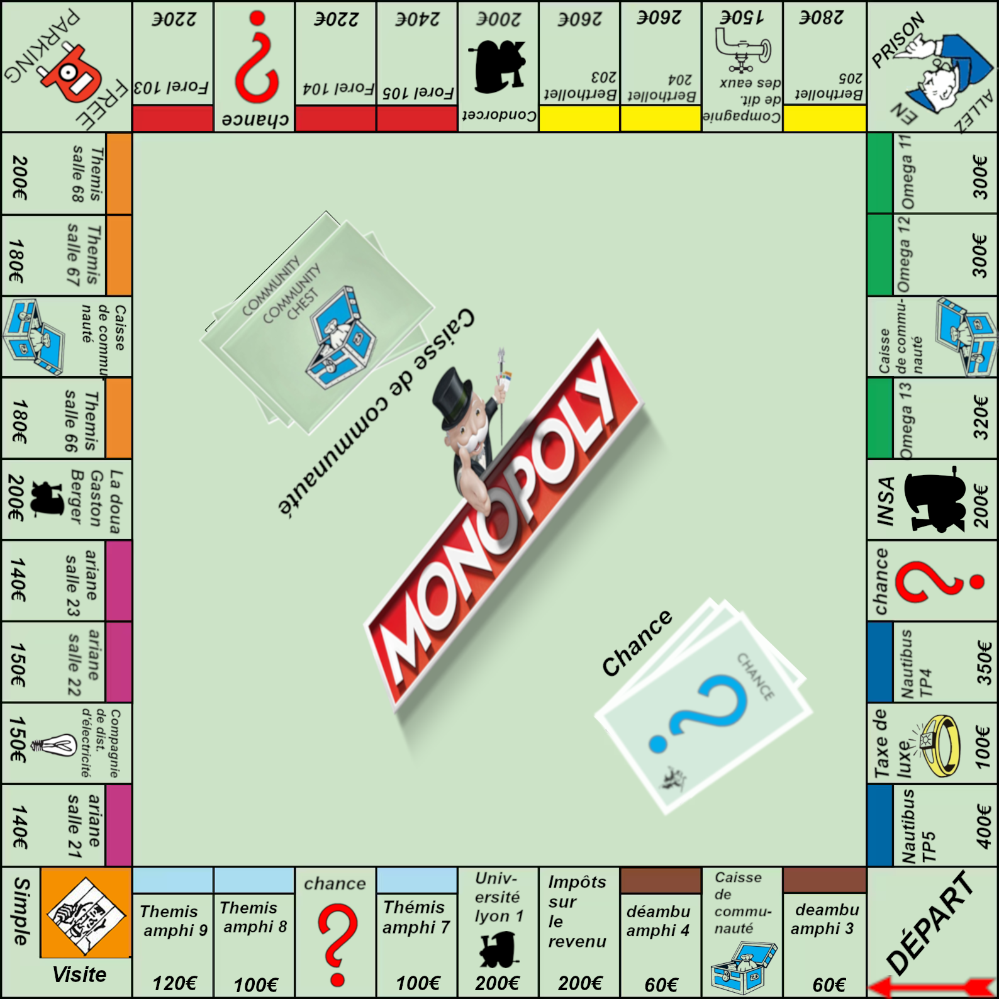 FREE
PARKING
220€
Forel 103
chance
220€
Forel 104
240€
Forel 105
200€
Condorcet
260€
Berthollet
203
260€
Berthollet
204
150€
Compagnie
de dit.
des eaux
280€
Berthollet
205
ALLEZ
EN
PRISON
Omega 11
300€
Omega 12
300€
Caisse
de commu-
nauté
Omega 13
320€
INSA
200€
chance
Nautibus
TP4
350€
Taxe de
luxe
100€
Nautibus
TP5
400€
DÉPART
deambu
amphi 3
60€
Caisse
de
commu-
nauté
déambu
amphi 4
60€
Impôts
sur
le
revenu
200€
Univ-
ersité
lyon 1
200€
Thémis
amphi 7
100€
chance
Themis
amphi 8
100€
Themis
amphi 9
120€
Simple
Visite
ariane
salle 21
140€
Compagnie
de dist.
d'électricité
150€
ariane
salle 22
150€
ariane
salle 23
140€
La doua
Gaston
Berger
200€
Themis
salle 66
180€
Caisse
de commu
nauté
Themis
salle 67
180€
Themis
salle 68
200€
COMMUNITY
COMMUNITY
CHEST
Caisse de communauté
MONOPOLY
Chance
CHANCE